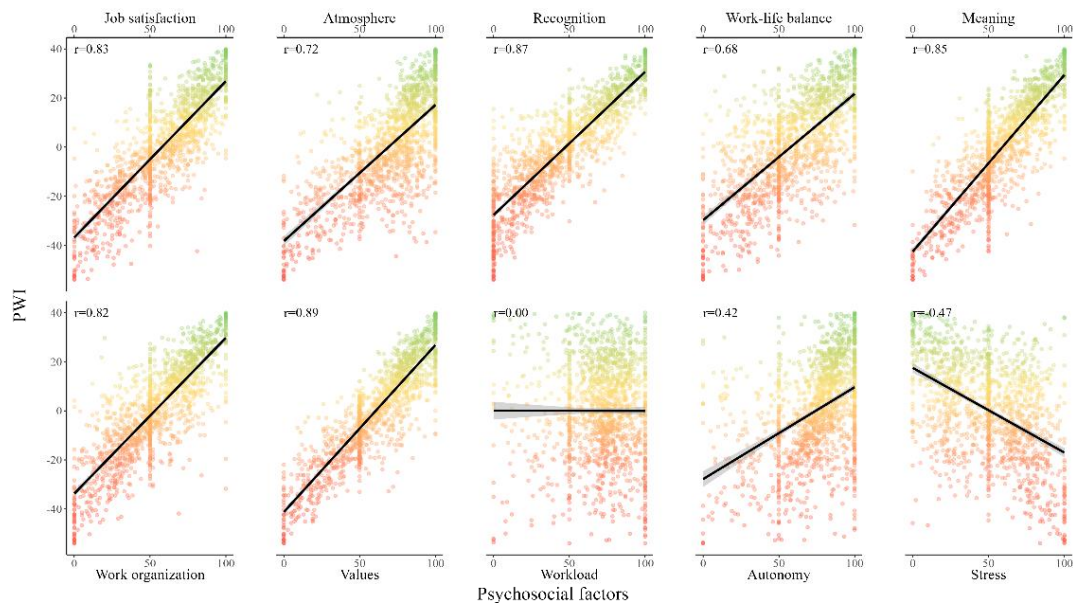 Job satisfaction Atmosphere Recognition Work-life balance Meaning
0 50 100 0 50 100 0 50 100 0 50 100 0 50 100
40 r=0.83 r=0.72 r=0.87 r=0.68 r=0.85
20
0
-20
-40
PWI
40 r=0.82 r=0.89 r=0.00 r=0.42 r=-0.47
20
0
-20
-40
0 50 100 0 50 100 0 50 100 0 50 100 0 50 100
Work organization Values Workload Autonomy Stress
Psychosocial factors